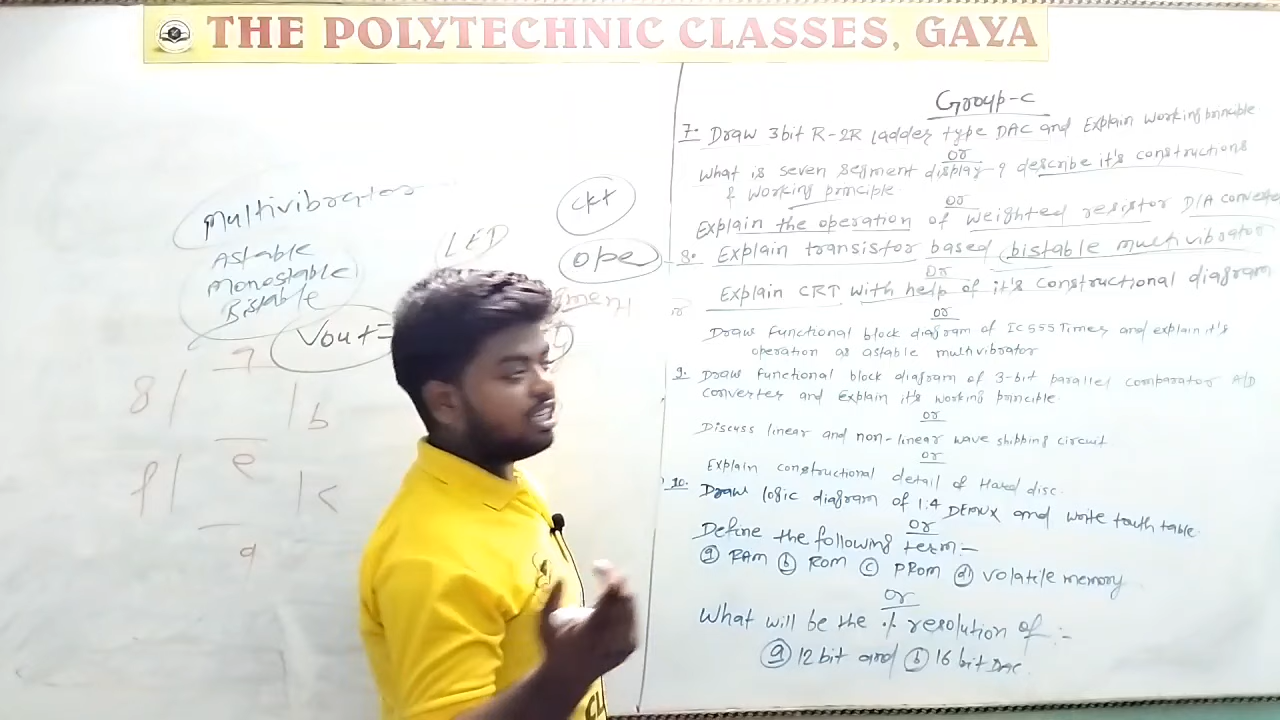 THE POLYTECHNIC CLASSES, GAYA
Multivibrator
Astable
Monostable
Bistable
Vout=
LED
CKT
ope
7
8
b
e
f
c
9
Group-C
7. Draw 3bit R-2R ladder type DAC and Explain working principle
or
What is seven segment display ? describe it's constructions
& working principle.
or
Explain the operation of weighted resistor D/A converte
8. Explain transistor based bistable multivibrator
Or
Explain CRT with help of it's constructional diagram
or
Draw functional block diagram of IC555 Timer and explain it's
operation as astable multivibrator
9. Draw functional block diagram of 3-bit parallel comparator A/D
converter and explain it's working principle.
or
Discuss linear and non-linear wave shipping circuit
or
Explain constructional detail of Hard disc.
10. Draw logic diagram of 1:4 DEMUX and write truth table.
or
Define the following term:-
(a) RAM (b) ROM (c) PROM (d) volatile memory
or
What will be the % resolution of :-
(a) 12 bit and (b) 16 bit DAC.